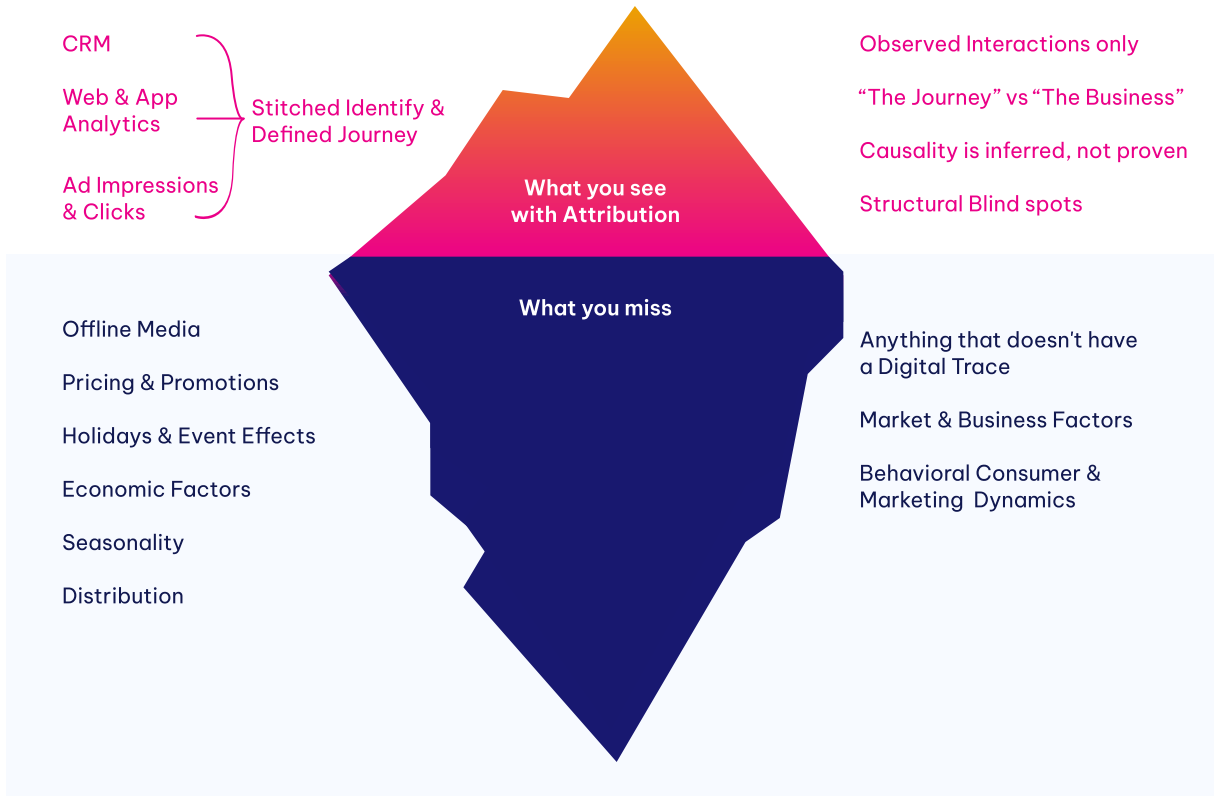 CRM
Web & App
Analytics
Ad Impressions
& Clicks
Stitched Identify &
Defined Journey
What you see
with Attribution
Observed Interactions only
“The Journey” vs “The Business”
Causality is inferred, not proven
Structural Blind spots
What you miss
Offline Media
Pricing & Promotions
Holidays & Event Effects
Economic Factors
Seasonality
Distribution
Anything that doesn't have
a Digital Trace
Market & Business Factors
Behavioral Consumer &
Marketing  Dynamics